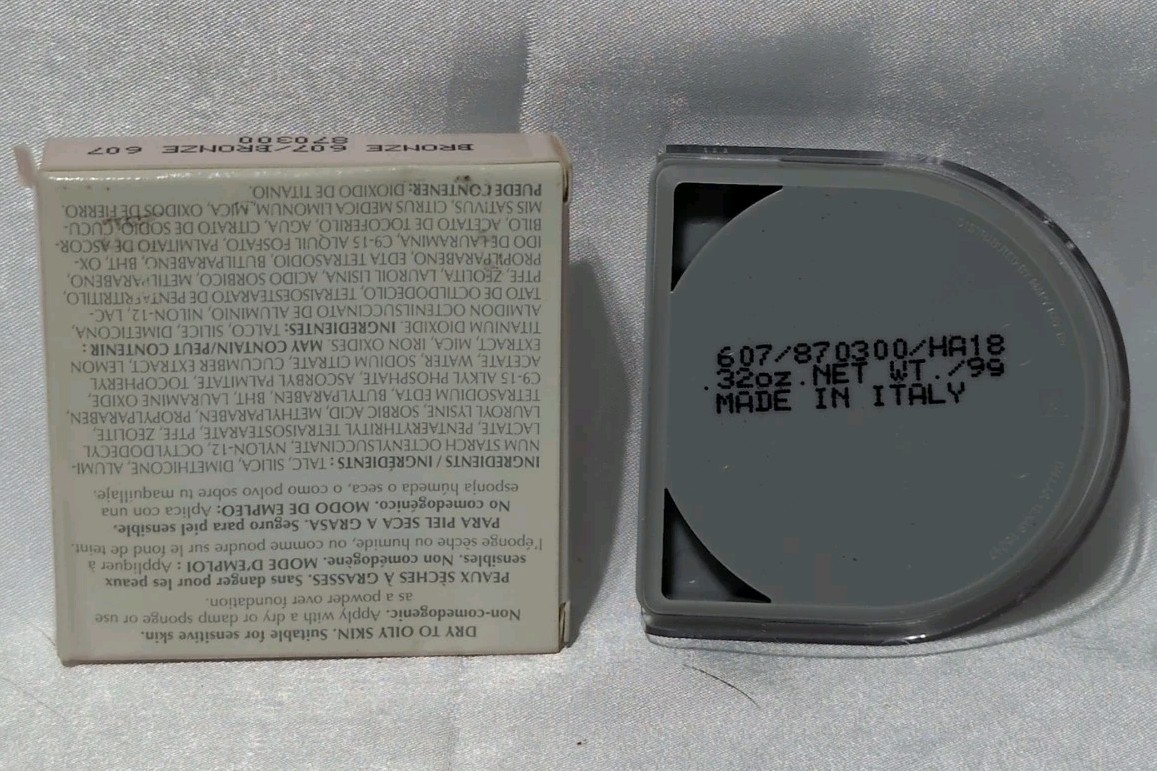 DRY TO OILY SKIN. Suitable for sensitive skin.
Non-comedogenic. Apply with a dry or damp sponge or use
as a powder over foundation.
PEAUX SÈCHES À GRASSES. Sans danger pour les peaux
sensibles. Non comédogène. MODE D'EMPLOI : Appliquer à
l'éponge sèche ou humide, ou comme poudre sur le fond de teint.
PARA PIEL SECA A GRASA. Seguro para piel sensible.
No comedogénico. MODO DE EMPLEO: Aplica con una
esponja húmeda o seca, o como polvo sobre tu maquillaje.
INGREDIENTS / INGRÉDIENTS : TALC, SILICA, DIMETHICONE, ALUMI-
NUM STARCH OCTENYLSUCCINATE, NYLON-12, OCTYLDODECYL
LACTATE, PENTAERYTHRITYL TETRAISOSTEARATE, PTFE, ZEOLITE,
LAUROYL LYSINE, SORBIC ACID, METHYLPARABEN, PROPYLPARABEN,
TETRASODIUM EDTA, BUTYLPARABEN, BHT, LAURAMINE OXIDE,
C9-15 ALKYL PHOSPHATE, ASCORBYL PALMITATE, TOCOPHERYL
ACETATE, WATER, SODIUM CITRATE, CUCUMBER EXTRACT, LEMON
EXTRACT, MICA, IRON OXIDES. MAY CONTAIN/PEUT CONTENIR :
TITANIUM DIOXIDE. INGREDIENTES: TALCO, SILICE, DIMETICONA,
ALMIDON OCTENILSUCCINATO DE ALUMINIO, NILON-12, LAC-
TATO DE OCTILDODECILO, TETRAISOESTEARATO DE PENTAERITRITILO,
PTFE, ZEOLITA, LAUROIL LISINA, ACIDO SORBICO, METILPARABENO,
PROPILPARABENO, EDTA TETRASODIO, BUTILPARABENO, BHT, OX-
IDO DE LAURAMINA, C9-15 ALQUIL FOSFATO, PALMITATO DE ASCOR-
BILO, ACETATO DE TOCOFERILO, AGUA, CITRATO DE SODIO, CUCU-
MIS SATIVUS, CITRUS MEDICA LIMONUM, MICA, OXIDOS DE HIERRO.
PUEDE CONTENER: DIOXIDO DE TITANIO.
BRONZE 607/BRONZE 607
870300
607/870300/HA18
.32oz.NET WT./9g
MADE IN ITALY